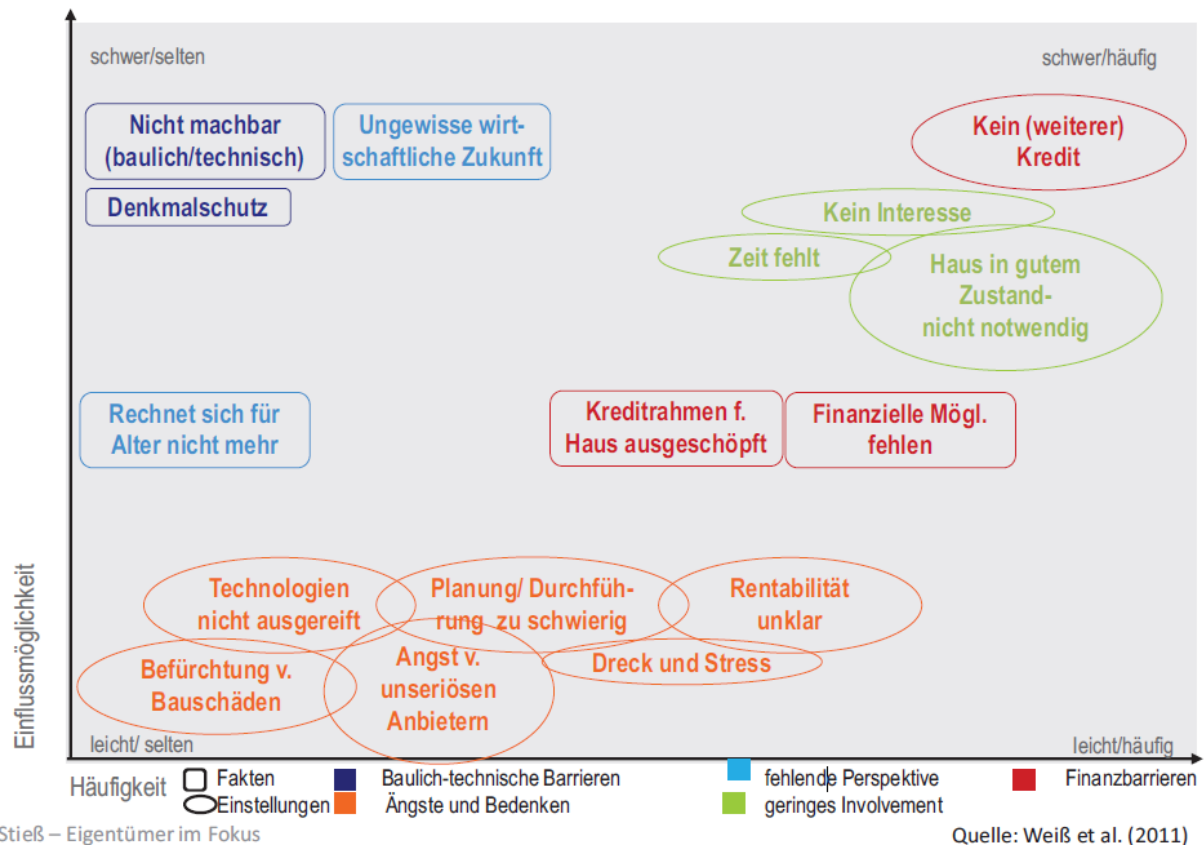 schwer/selten
schwer/häufig
Nicht machbar
(baulich/technisch)
Ungewisse wirt-
schaftliche Zukunft
Kein (weiterer)
Kredit
Denkmalschutz
Kein Interesse
Zeit fehlt
Haus in gutem
Zustand-
nicht notwendig
Rechnet sich für
Alter nicht mehr
Kreditrahmen f.
Haus ausgeschöpft
Finanzielle Mögl.
fehlen
Technologien
nicht ausgereift
Planung/ Durchfüh-
rung zu schwierig
Rentabilität
unklar
Befürchtung v.
Bauschäden
Angst v.
unseriösen
Anbietern
Dreck und Stress
Einflussmöglichkeit
leicht/ selten
leicht/häufig
Häufigkeit
Fakten
Einstellungen
Baulich-technische Barrieren
Ängste und Bedenken
fehlende Perspektive
geringes Involvement
Finanzbarrieren
Stieß – Eigentümer im Fokus
Quelle: Weiß et al. (2011)